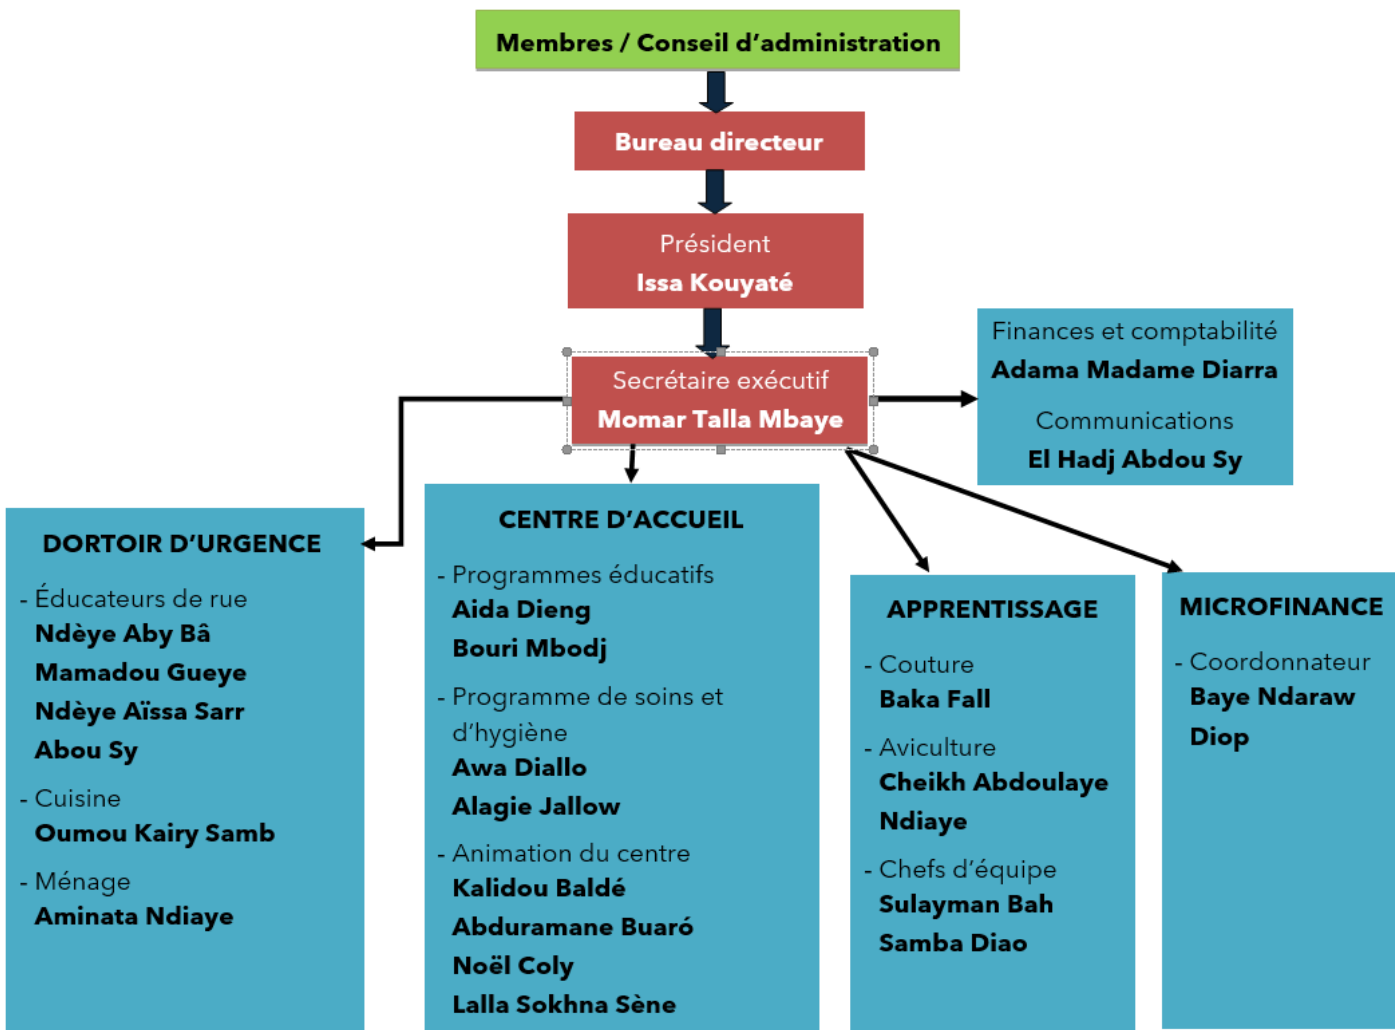 Membres / Conseil d’administration
Bureau directeur
Président
Issa Kouyaté
Secrétaire exécutif
Momar Talla Mbaye
Finances et comptabilité
Adama Madame Diarra
Communications
El Hadj Abdou Sy
DORTOIR D’URGENCE
- Éducateurs de rue
Ndèye Aby Bâ
Mamadou Gueye
Ndèye Aïssa Sarr
Abou Sy
- Cuisine
Oumou Kairy Samb
- Ménage
Aminata Ndiaye
CENTRE D’ACCUEIL
- Programmes éducatifs
Aida Dieng
Bouri Mbodj
- Programme de soins et
d’hygiène
Awa Diallo
Alagie Jallow
- Animation du centre
Kalidou Baldé
Abduramane Buaró
Noël Coly
Lalla Sokhna Sène
APPRENTISSAGE
- Couture
Baka Fall
- Aviculture
Cheikh Abdoulaye
Ndiaye
- Chefs d’équipe
Sulayman Bah
Samba Diao
MICROFINANCE
- Coordonnateur
Baye Ndaraw
Diop